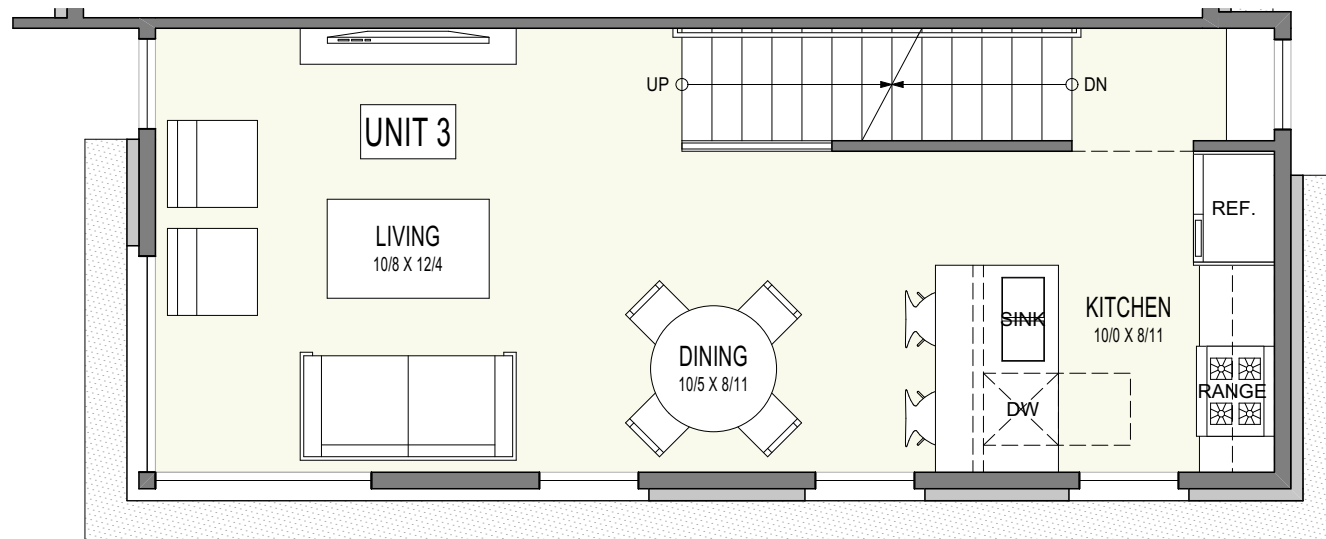 UP
DN
UNIT 3
REF.
LIVING
10/8 X 12/4
KITCHEN
10/0 X 8/11
SINK
DINING
10/5 X 8/11
RANGE
DW